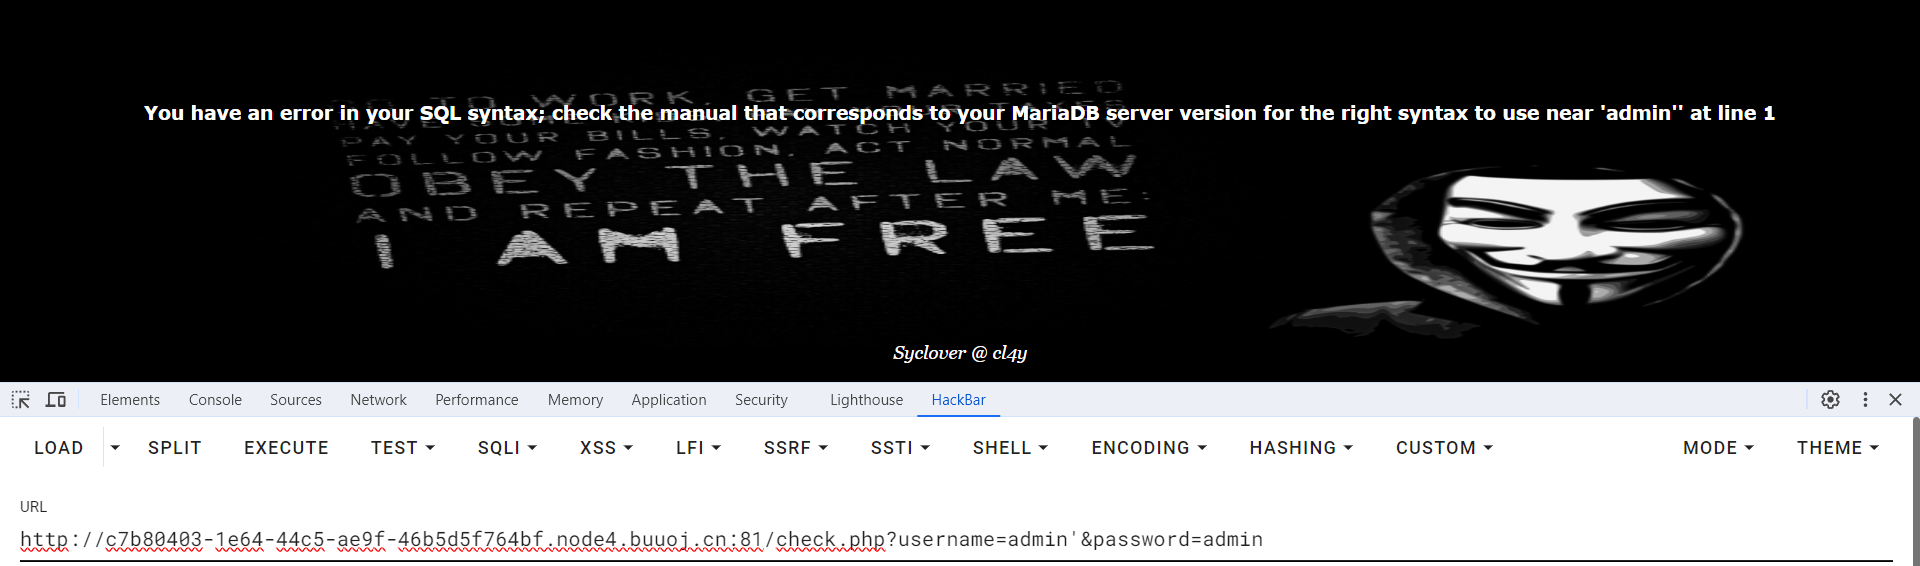 GO TO WORK, GET MARRIED
You have an error in your SQL syntax; check the manual that corresponds to your MariaDB server version for the right syntax to use near 'admin'' at line 1
PAY YOUR BILLS, WATCH YOUR TV
FOLLOW FASHION, ACT NORMAL
OBEY THE LAW
AND REPEAT AFTER ME:
I AM FREE
Syclover @ cl4y
Elements Console Sources Network Performance Memory Application Security Lighthouse HackBar
LOAD SPLIT EXECUTE TEST SQLI XSS LFI SSRF SSTI SHELL ENCODING HASHING CUSTOM MODE THEME
URL
http://c7b80403-1e64-44c5-ae9f-46b5d5f764bf.node4.buuoj.cn:81/check.php?username=admin'&password=admin